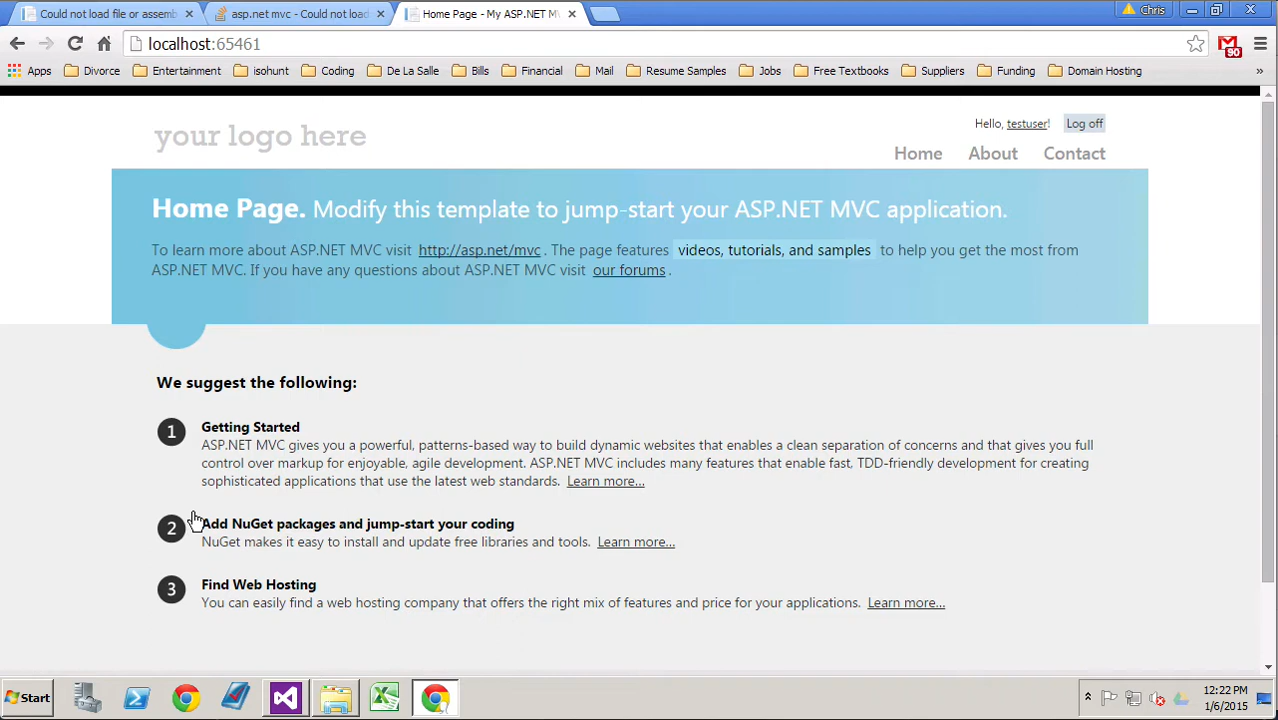 Could not load file or assemb
asp.net mvc - Could not load
Home Page - My ASP.NET M
Chris
localhost:65461
90
Apps Divorce Entertainment isohunt Coding De La Salle Bills Financial Mail Resume Samples Jobs Free Textbooks Suppliers Funding Domain Hosting »
your logo here
Hello, testuser! Log off
Home About Contact
Home Page. Modify this template to jump-start your ASP.NET MVC application.
To learn more about ASP.NET MVC visit http://asp.net/mvc . The page features videos, tutorials, and samples to help you get the most from
ASP.NET MVC. If you have any questions about ASP.NET MVC visit our forums .
We suggest the following:
1 Getting Started
ASP.NET MVC gives you a powerful, patterns-based way to build dynamic websites that enables a clean separation of concerns and that gives you full
control over markup for enjoyable, agile development. ASP.NET MVC includes many features that enable fast, TDD-friendly development for creating
sophisticated applications that use the latest web standards. Learn more...
2 Add NuGet packages and jump-start your coding
NuGet makes it easy to install and update free libraries and tools. Learn more...
3 Find Web Hosting
You can easily find a web hosting company that offers the right mix of features and price for your applications. Learn more...
Start
12:22 PM
1/6/2015